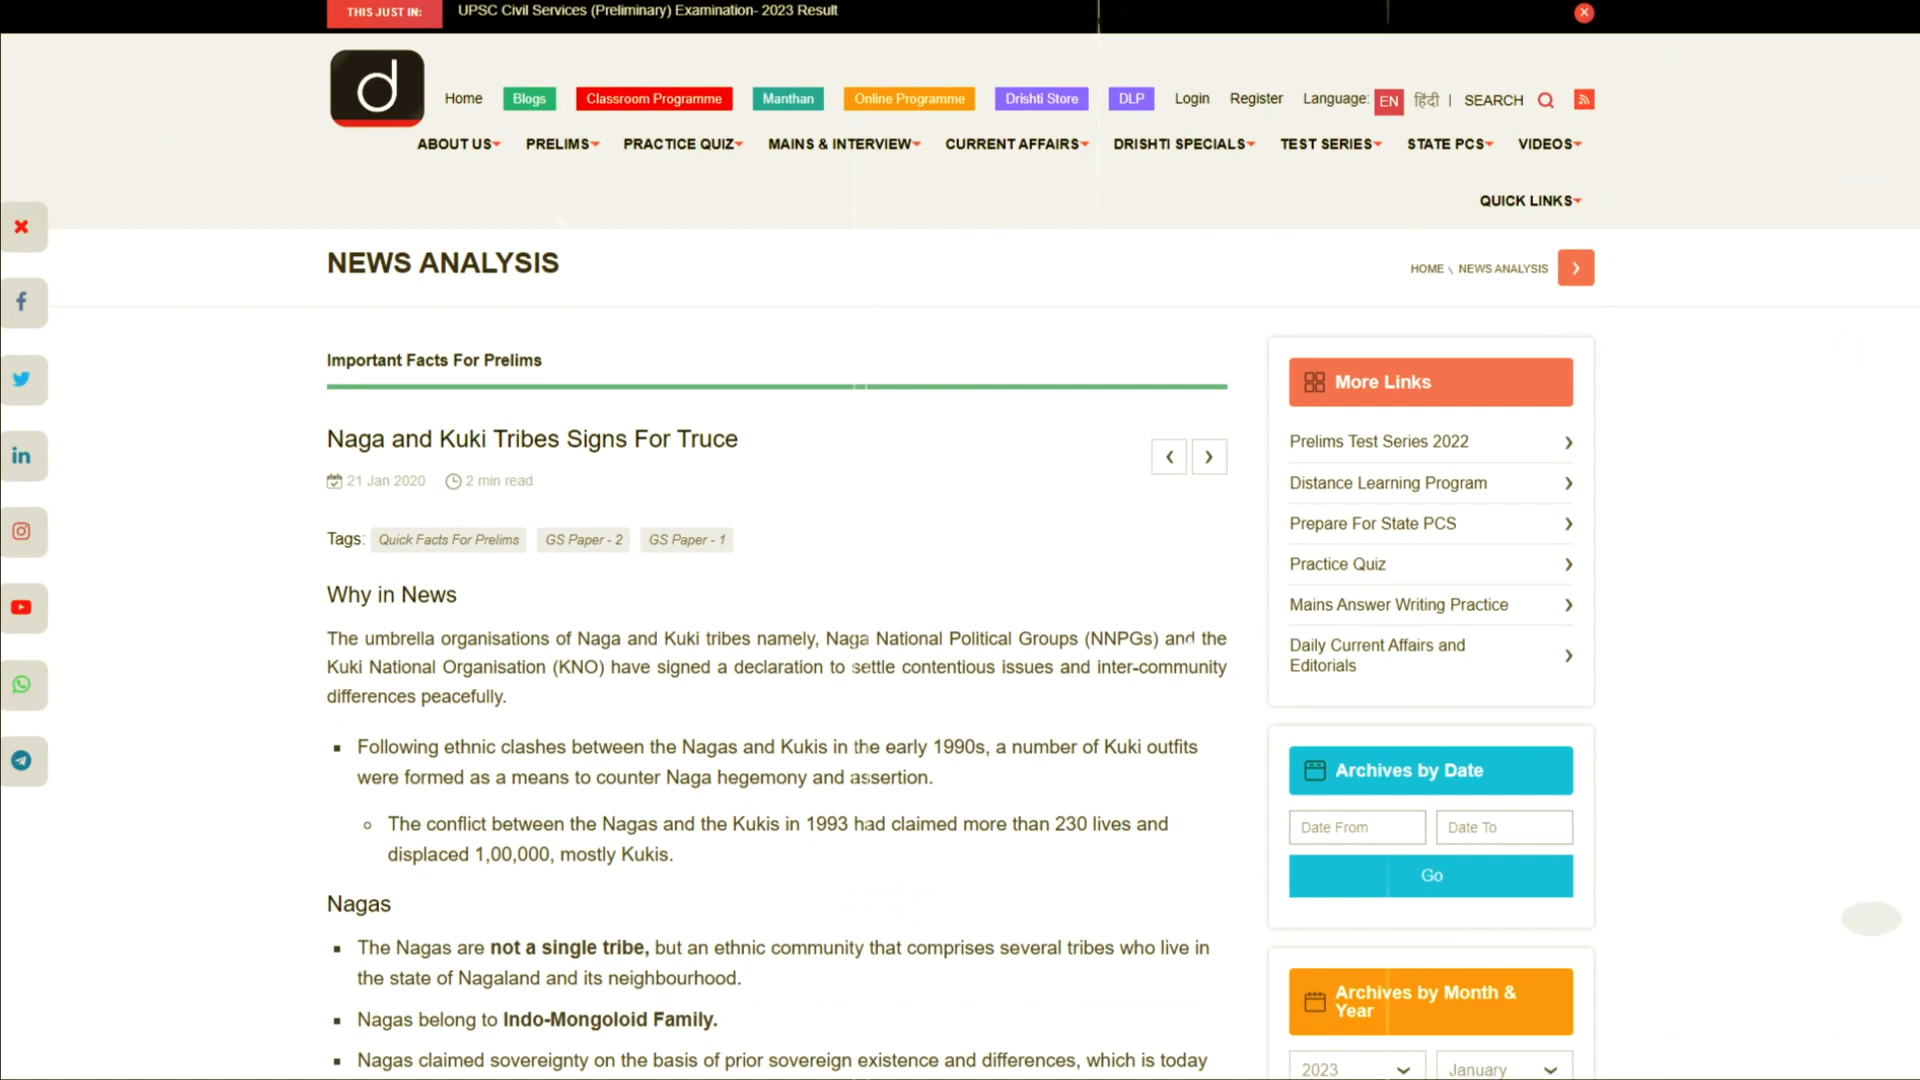 THIS JUST IN:
UPSC Civil Services (Preliminary) Examination- 2023 Result
d
Home Blogs Classroom Programme Manthan Online Programme Drishti Store DLP Login Register Language: EN हिंदी | SEARCH
ABOUT US PRELIMS PRACTICE QUIZ MAINS & INTERVIEW CURRENT AFFAIRS DRISHTI SPECIALS TEST SERIES STATE PCS VIDEOS
QUICK LINKS
NEWS ANALYSIS
HOME \ NEWS ANALYSIS
Important Facts For Prelims
Naga and Kuki Tribes Signs For Truce
21 Jan 2020 2 min read
Tags: Quick Facts For Prelims GS Paper - 2 GS Paper - 1
Why in News
The umbrella organisations of Naga and Kuki tribes namely, Naga National Political Groups (NNPGs) and the
Kuki National Organisation (KNO) have signed a declaration to settle contentious issues and inter-community
differences peacefully.
Following ethnic clashes between the Nagas and Kukis in the early 1990s, a number of Kuki outfits
were formed as a means to counter Naga hegemony and assertion.
The conflict between the Nagas and the Kukis in 1993 had claimed more than 230 lives and
displaced 1,00,000, mostly Kukis.
Nagas
The Nagas are not a single tribe, but an ethnic community that comprises several tribes who live in
the state of Nagaland and its neighbourhood.
Nagas belong to Indo-Mongoloid Family.
Nagas claimed sovereignty on the basis of prior sovereign existence and differences, which is today
More Links
Prelims Test Series 2022
Distance Learning Program
Prepare For State PCS
Practice Quiz
Mains Answer Writing Practice
Daily Current Affairs and
Editorials
Archives by Date
Date From Date To
Go
Archives by Month &
Year
2023 January